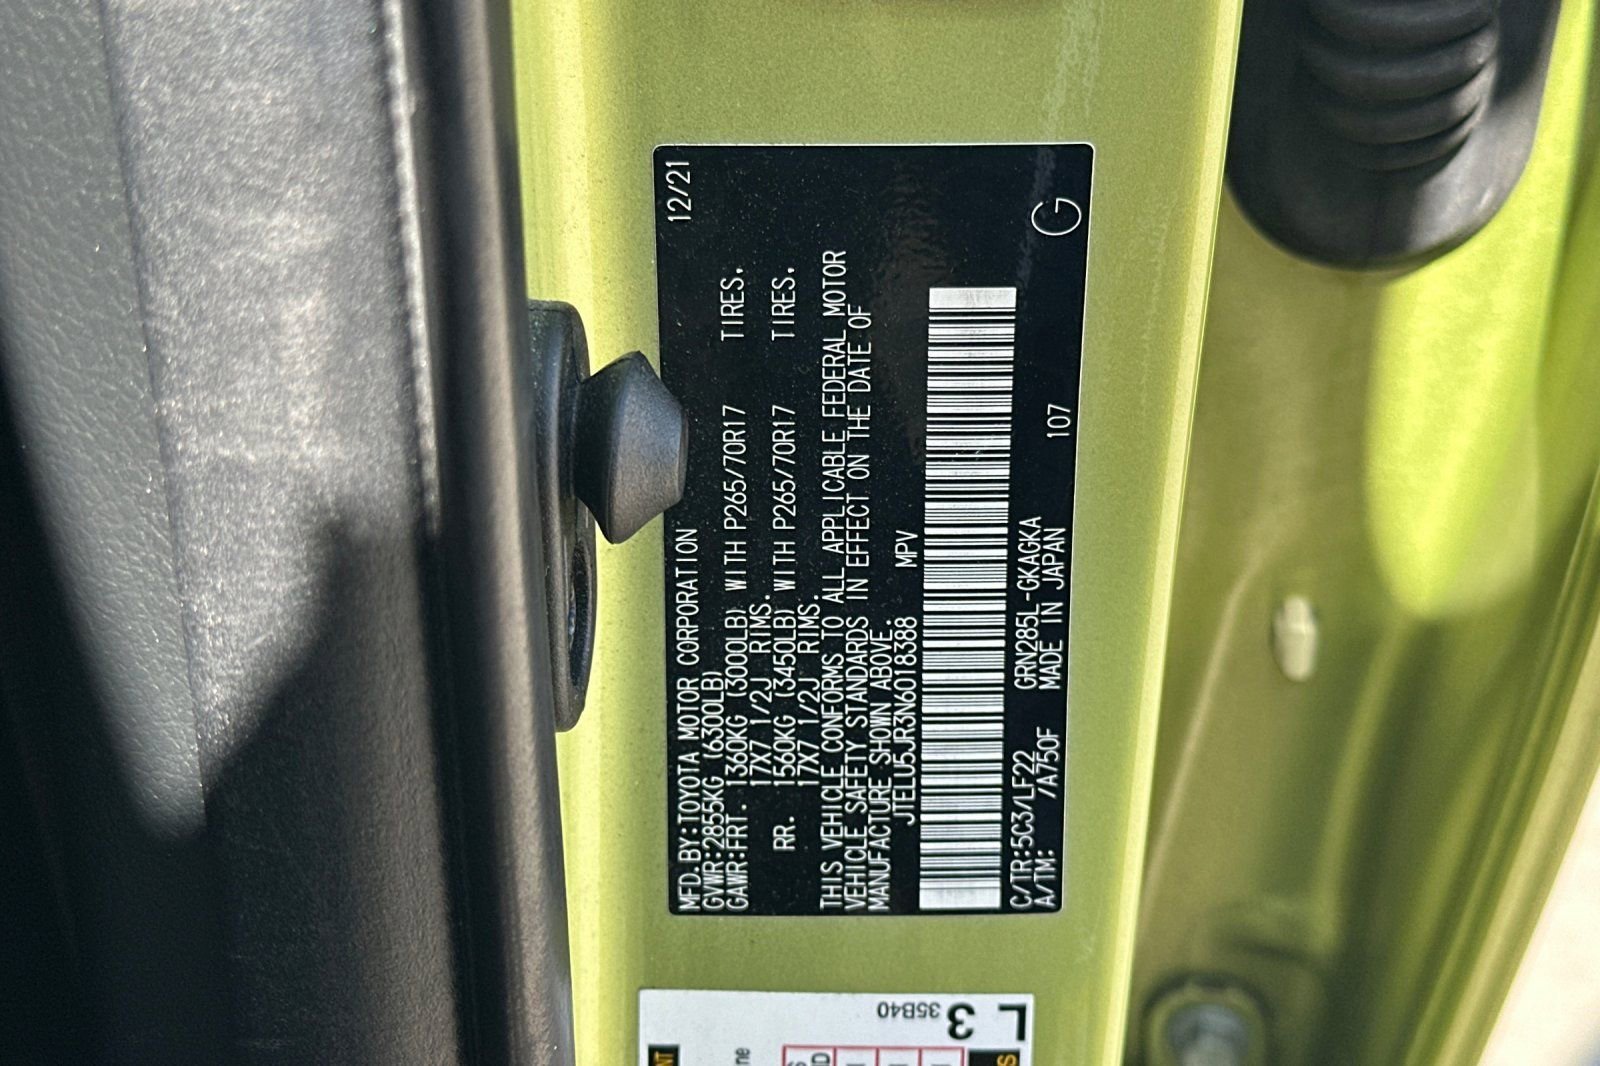 12/21
MFD.BY:TOYOTA MOTOR CORPORATION
GVWR:2855KG (6300LB)
GAWR:FRT. 1360KG (3000LB) WITH P265/70R17 TIRES.
17X7 1/2J RIMS.
RR. 1560KG (3450LB) WITH P265/70R17 TIRES.
17X7 1/2J RIMS.
THIS VEHICLE CONFORMS TO ALL APPLICABLE FEDERAL MOTOR
VEHICLE SAFETY STANDARDS IN EFFECT ON THE DATE OF
MANUFACTURE SHOWN ABOVE.
JTELU5JR3N6018388 MPV
C/TR:5C3/LF22 GRN285L-GKAGKA 107
A/TM: /A750F MADE IN JAPAN
G
L
3
35B40